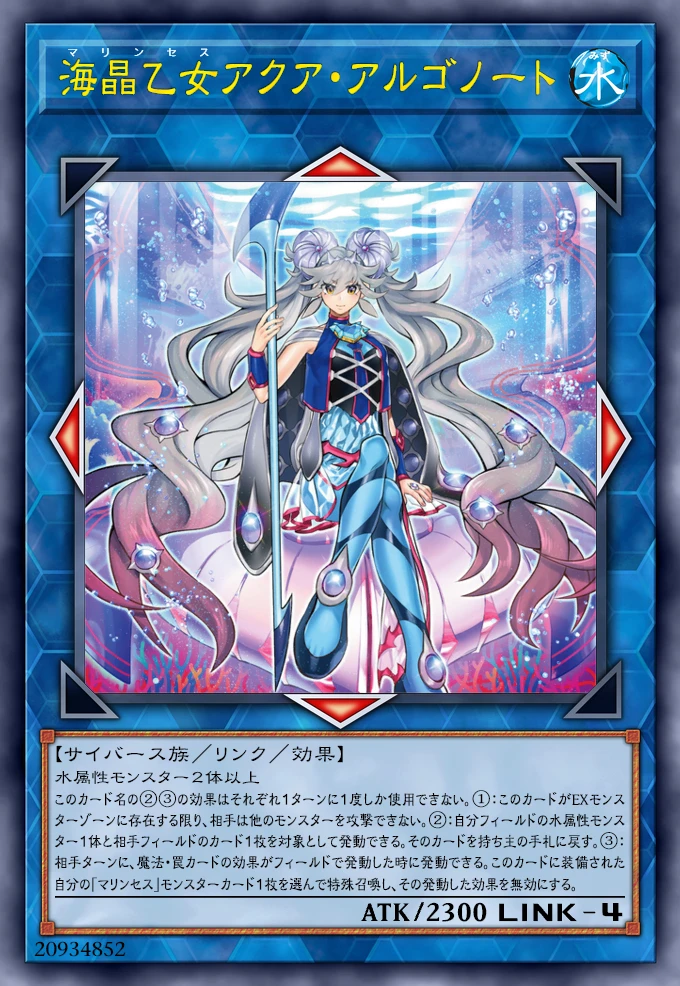 マリンセス
海晶乙女アクア・アルゴノート
みず
水
【サイバース族／リンク／効果】
水属性モンスター２体以上
このカード名の②③の効果はそれぞれ1ターンに1度しか使用できない。①：このカードがEXモンス
ターゾーンに存在する限り、相手は他のモンスターを攻撃できない。②：自分フィールドの水属性モンス
ター1体と相手フィールドのカード1枚を対象として発動できる。そのカードを持ち主の手札に戻す。③：
相手ターンに、魔法・罠カードの効果がフィールドで発動した時に発動できる。このカードに装備された
自分の「マリンセス」モンスターカード1枚を選んで特殊召喚し、その発動した効果を無効にする。
ATK/2300 LINK-4
20934852